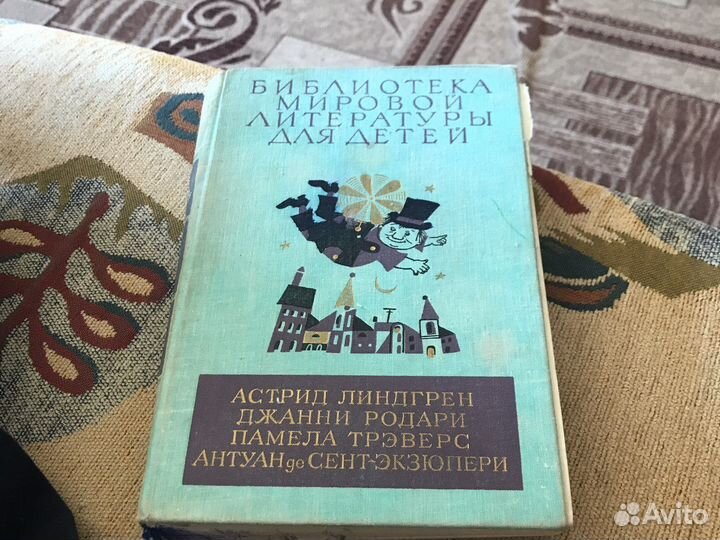 БИБЛИОТЕКА
МИРОВОЙ
ЛИТЕРАТУРЫ
ДЛЯ ДЕТЕЙ
АСТРИД ЛИНДГРЕН
ДЖАННИ РОДАРИ
ПАМЕЛА ТРЭВЕРС
АНТУАН де СЕНТ-ЭКЗЮПЕРИ
Avito